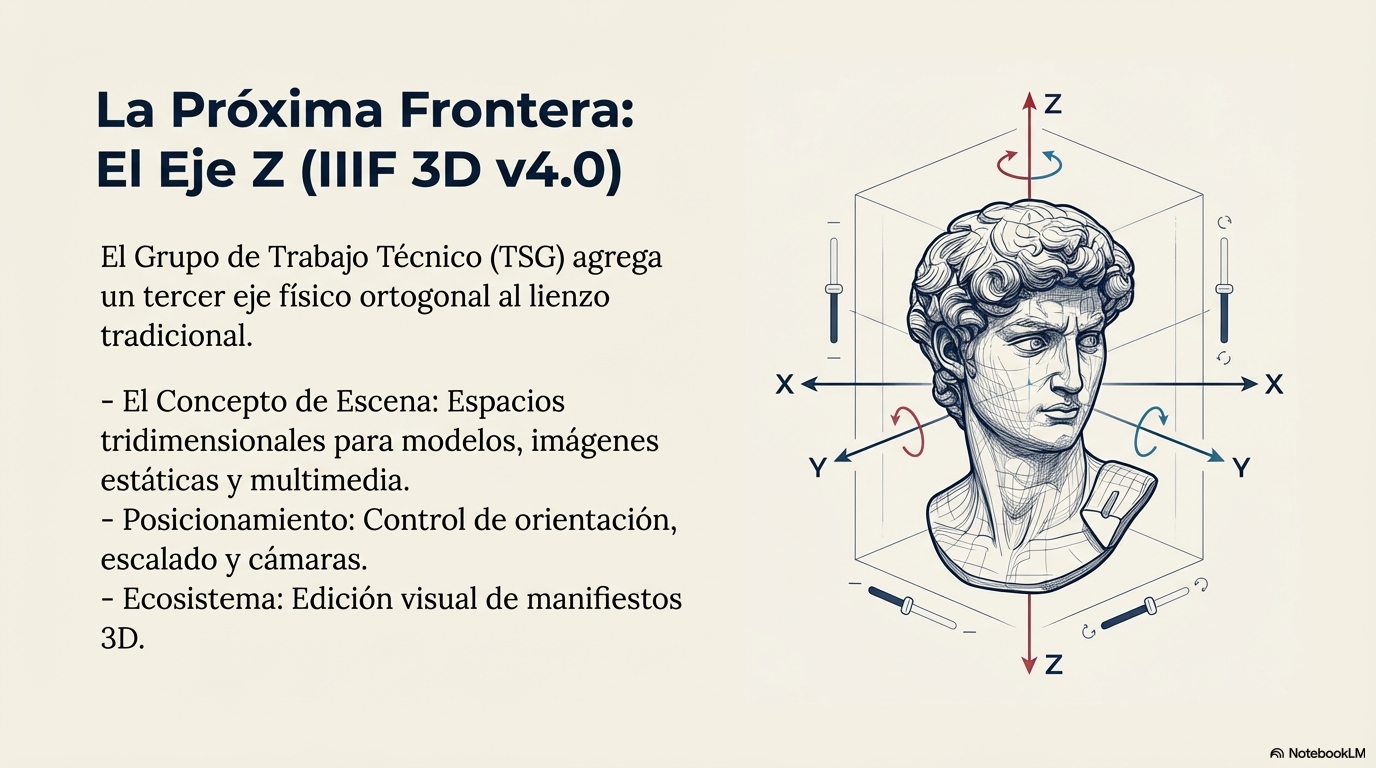 La Próxima Frontera:
El Eje Z (IIIF 3D v4.0)
El Grupo de Trabajo Técnico (TSG) agrega
un tercer eje físico ortogonal al lienzo
tradicional.
- El Concepto de Escena: Espacios
tridimensionales para modelos, imágenes
estáticas y multimedia.
- Posicionamiento: Control de orientación,
escalado y cámaras.
- Ecosistema: Edición visual de manifiestos
3D.
Z
X
X
Y
Y
Z
NotebookLM